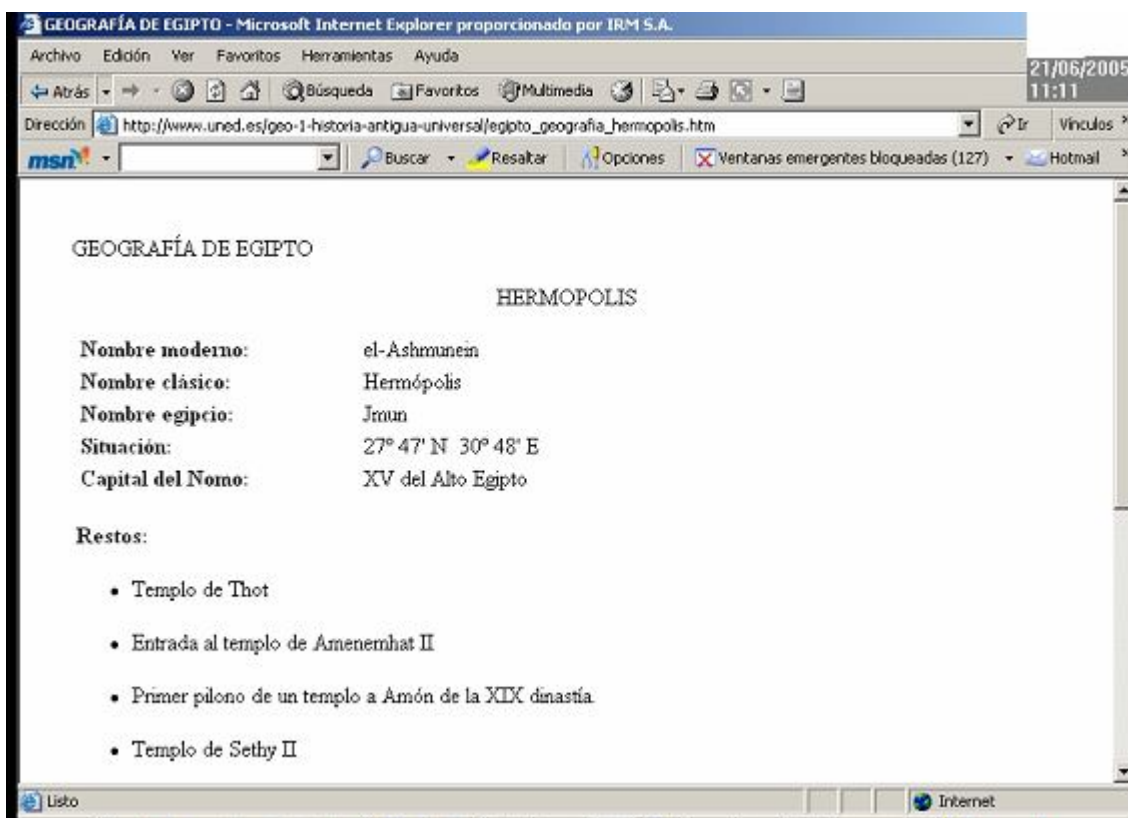 GEOGRAFÍA DE EGIPTO - Microsoft Internet Explorer proporcionado por IRM S.A.
Archivo Edición Ver Favoritos Herramientas Ayuda
21/06/2005
11:11
Atrás Búsqueda Favoritos Multimedia
Dirección http://www.uned.es/geo-1-historia-antigua-universal/egipto_geografia_hermopolis.htm Ir Vínculos »
msn Buscar Resaltar Opciones Ventanas emergentes bloqueadas (127) Hotmail »
GEOGRAFÍA DE EGIPTO
HERMOPOLIS
Nombre moderno: el-Ashmunein
Nombre clásico: Hermópolis
Nombre egipcio: Jmun
Situación: 27º 47' N 30º 48' E
Capital del Nomo: XV del Alto Egipto
Restos:
• Templo de Thot
• Entrada al templo de Amenemhat II
• Primer pilono de un templo a Amón de la XIX dinastía.
• Templo de Sethy II
Listo Internet